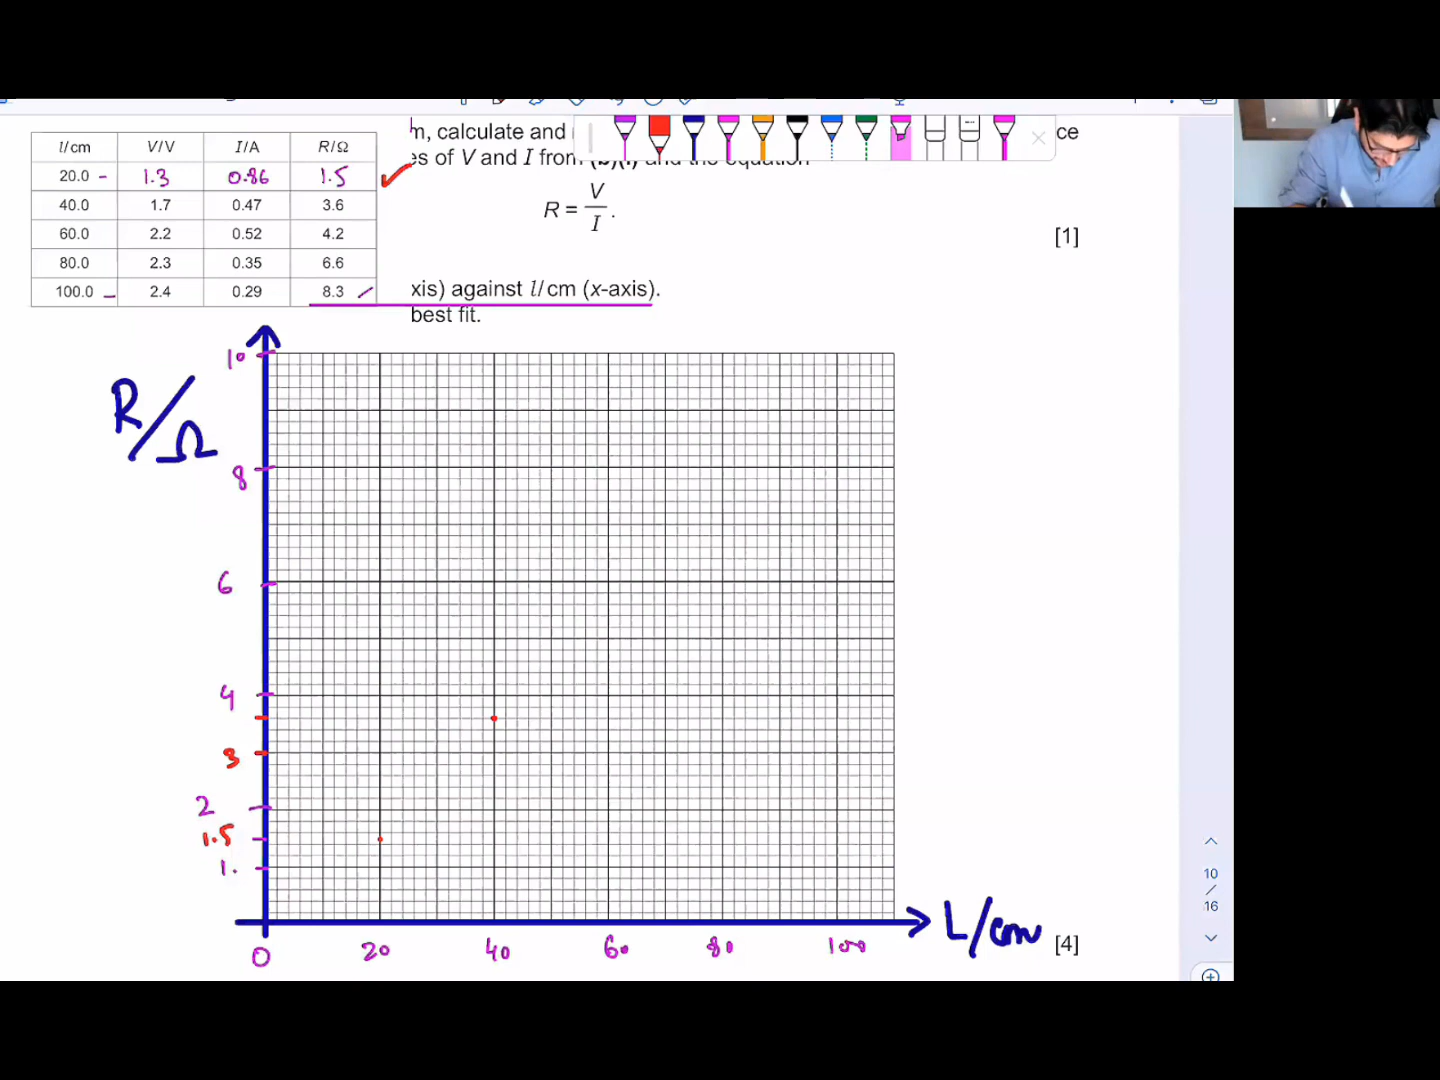 l/cm V/V I/A R/Ω
20.0 - 1.3 0.86 1.5
40.0 1.7 0.47 3.6
60.0 2.2 0.52 4.2
80.0 2.3 0.35 6.6
100.0 2.4 0.29 8.3
m, calculate and ce
es of V and I from (b)(i) and the equation
R = V/I.
[1]
xis) against l/cm (x-axis).
best fit.
R/Ω
10
8
6
4
3
2
1.5
1.
0 20 40 60 80 100
L/cm
[4]
10
/
16